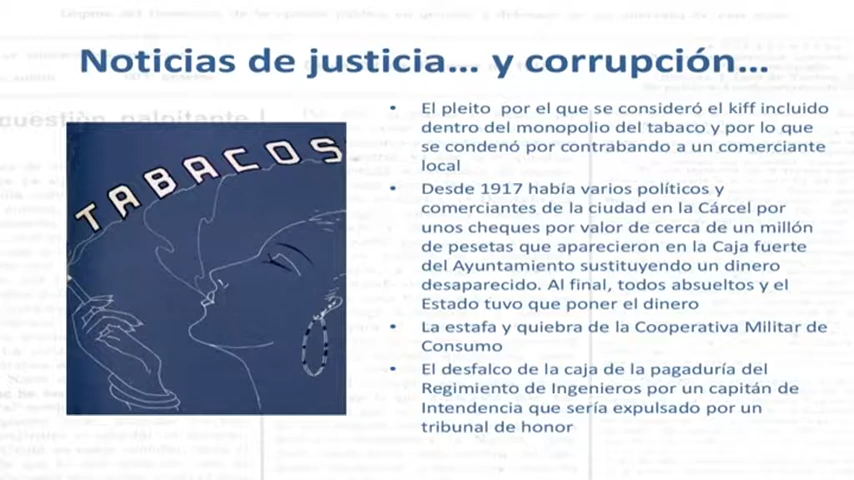 Noticias de justicia... y corrupción...
cuestión palpitante
TABACOS
• El pleito por el que se consideró el kiff incluido
dentro del monopolio del tabaco y por lo que
se condenó por contrabando a un comerciante
local
• Desde 1917 había varios políticos y
comerciantes de la ciudad en la Cárcel por
unos cheques por valor de cerca de un millón
de pesetas que aparecieron en la Caja fuerte
del Ayuntamiento sustituyendo un dinero
desaparecido. Al final, todos absueltos y el
Estado tuvo que poner el dinero
• La estafa y quiebra de la Cooperativa Militar de
Consumo
• El desfalco de la caja de la pagaduría del
Regimiento de Ingenieros por un capitán de
Intendencia que sería expulsado por un
tribunal de honor